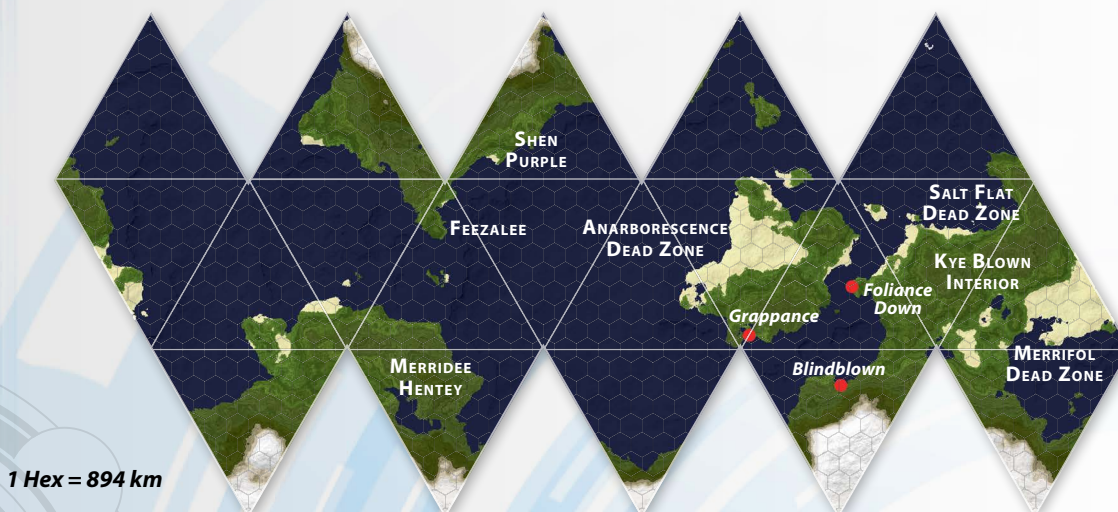 Shen
Purple
Salt Flat
Dead Zone
Feezalee
Anarborescence
Dead Zone
Kye Blown
Interior
Foliance
Down
Grappance
Merridee
Hentey
Blindblown
Merrifol
Dead Zone
1 Hex = 894 km